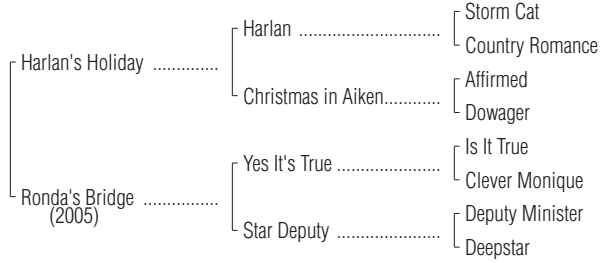 Storm Cat
Harlan ..............................
Country Romance
Harlan's Holiday ..............
Affirmed
Christmas in Aiken............
Dowager
Is It True
Yes It's True ......................
Clever Monique
Ronda's Bridge ................
(2005)
Deputy Minister
Star Deputy ......................
Deepstar